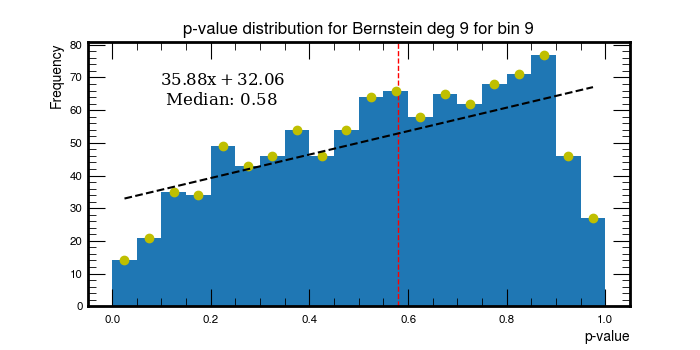 p-value distribution for Bernstein deg 9 for bin 9
Frequency
80
70
60
50
40
30
20
10
0
35.88x + 32.06
Median: 0.58
0.0 0.2 0.4 0.6 0.8 1.0
p-value